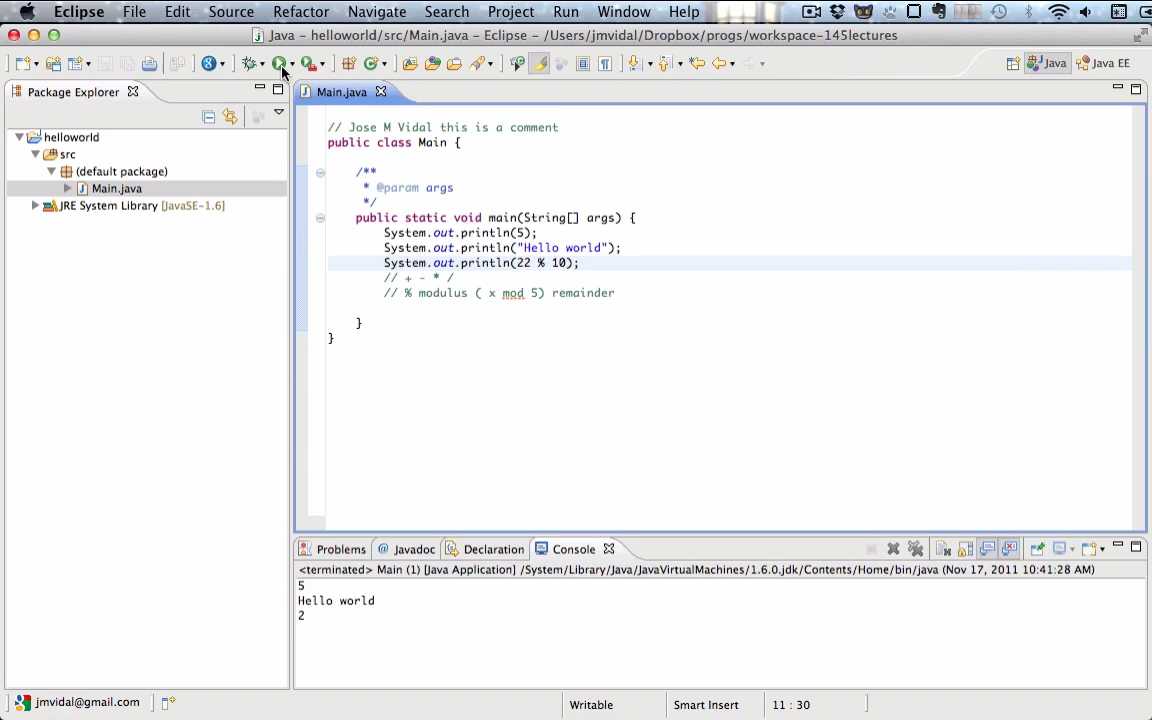 Eclipse File Edit Source Refactor Navigate Search Project Run Window Help
Java – helloworld/src/Main.java – Eclipse – /Users/jmvidal/Dropbox/progs/workspace-145lectures
Java Java EE
Package Explorer
helloworld
src
(default package)
Main.java
JRE System Library [JavaSE-1.6]
Main.java
// Jose M Vidal this is a comment
public class Main {
/**
* @param args
*/
public static void main(String[] args) {
System.out.println(5);
System.out.println("Hello world");
System.out.println(22 % 10);
// + - * /
// % modulus ( x mod 5) remainder
}
}
Problems @ Javadoc Declaration Console
<terminated> Main (1) [Java Application] /System/Library/Java/JavaVirtualMachines/1.6.0.jdk/Contents/Home/bin/java (Nov 17, 2011 10:41:28 AM)
5
Hello world
2
jmvidal@gmail.com Writable Smart Insert 11 : 30